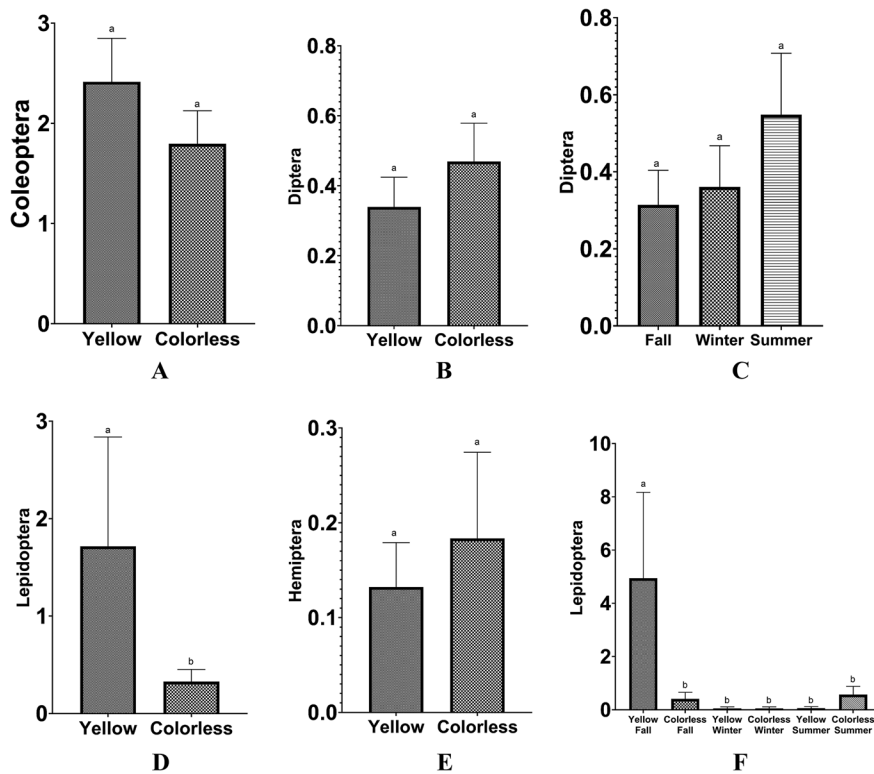 Coleoptera
3
2
1
0
a
a
Yellow
Colorless
A
Diptera
0.8
0.6
0.4
0.2
0.0
a
a
Yellow
Colorless
B
Diptera
0.8
0.6
0.4
0.2
0.0
a
a
a
Fall
Winter
Summer
C
Lepidoptera
3
2
1
0
a
b
Yellow
Colorless
D
Hemiptera
0.3
0.2
0.1
0.0
a
a
Yellow
Colorless
E
Lepidoptera
10
8
6
4
2
0
a
b
b
b
b
b
Yellow
Fall
Colorless
Fall
Yellow
Winter
Colorless
Winter
Yellow
Summer
Colorless
Summer
F